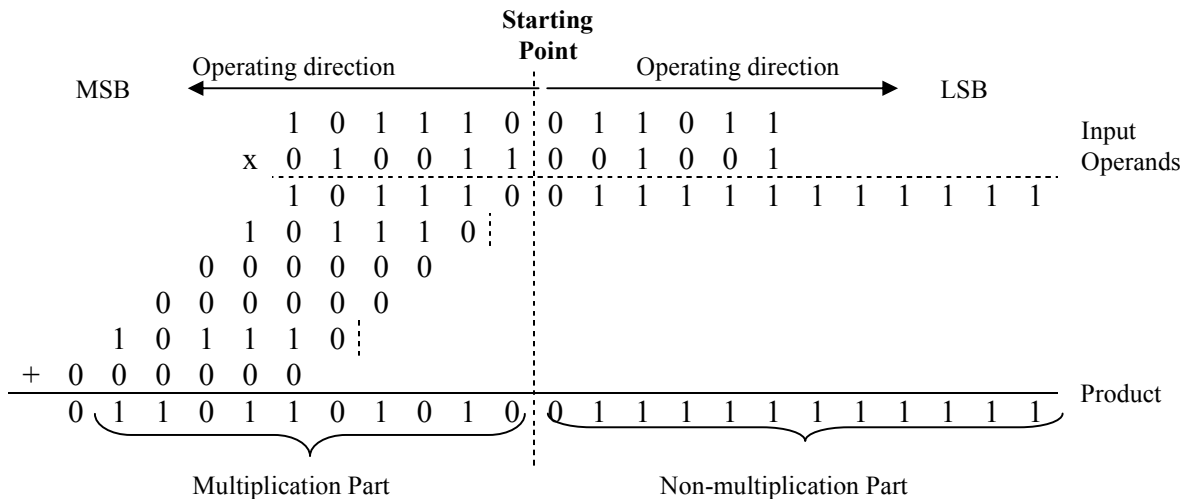 Starting
Point
Operating direction Operating direction
MSB LSB
1 0 1 1 1 0 0 1 1 0 1 1 Input
x 0 1 0 0 1 1 0 0 1 0 0 1 Operands
1 0 1 1 1 0 0 1 1 1 1 1 1 1 1 1 1 1
1 0 1 1 1 0
0 0 0 0 0 0
0 0 0 0 0 0
1 0 1 1 1 0
+ 0 0 0 0 0 0
0 1 1 0 1 1 0 1 0 1 0 0 1 1 1 1 1 1 1 1 1 1 1 Product
Multiplication Part Non-multiplication Part